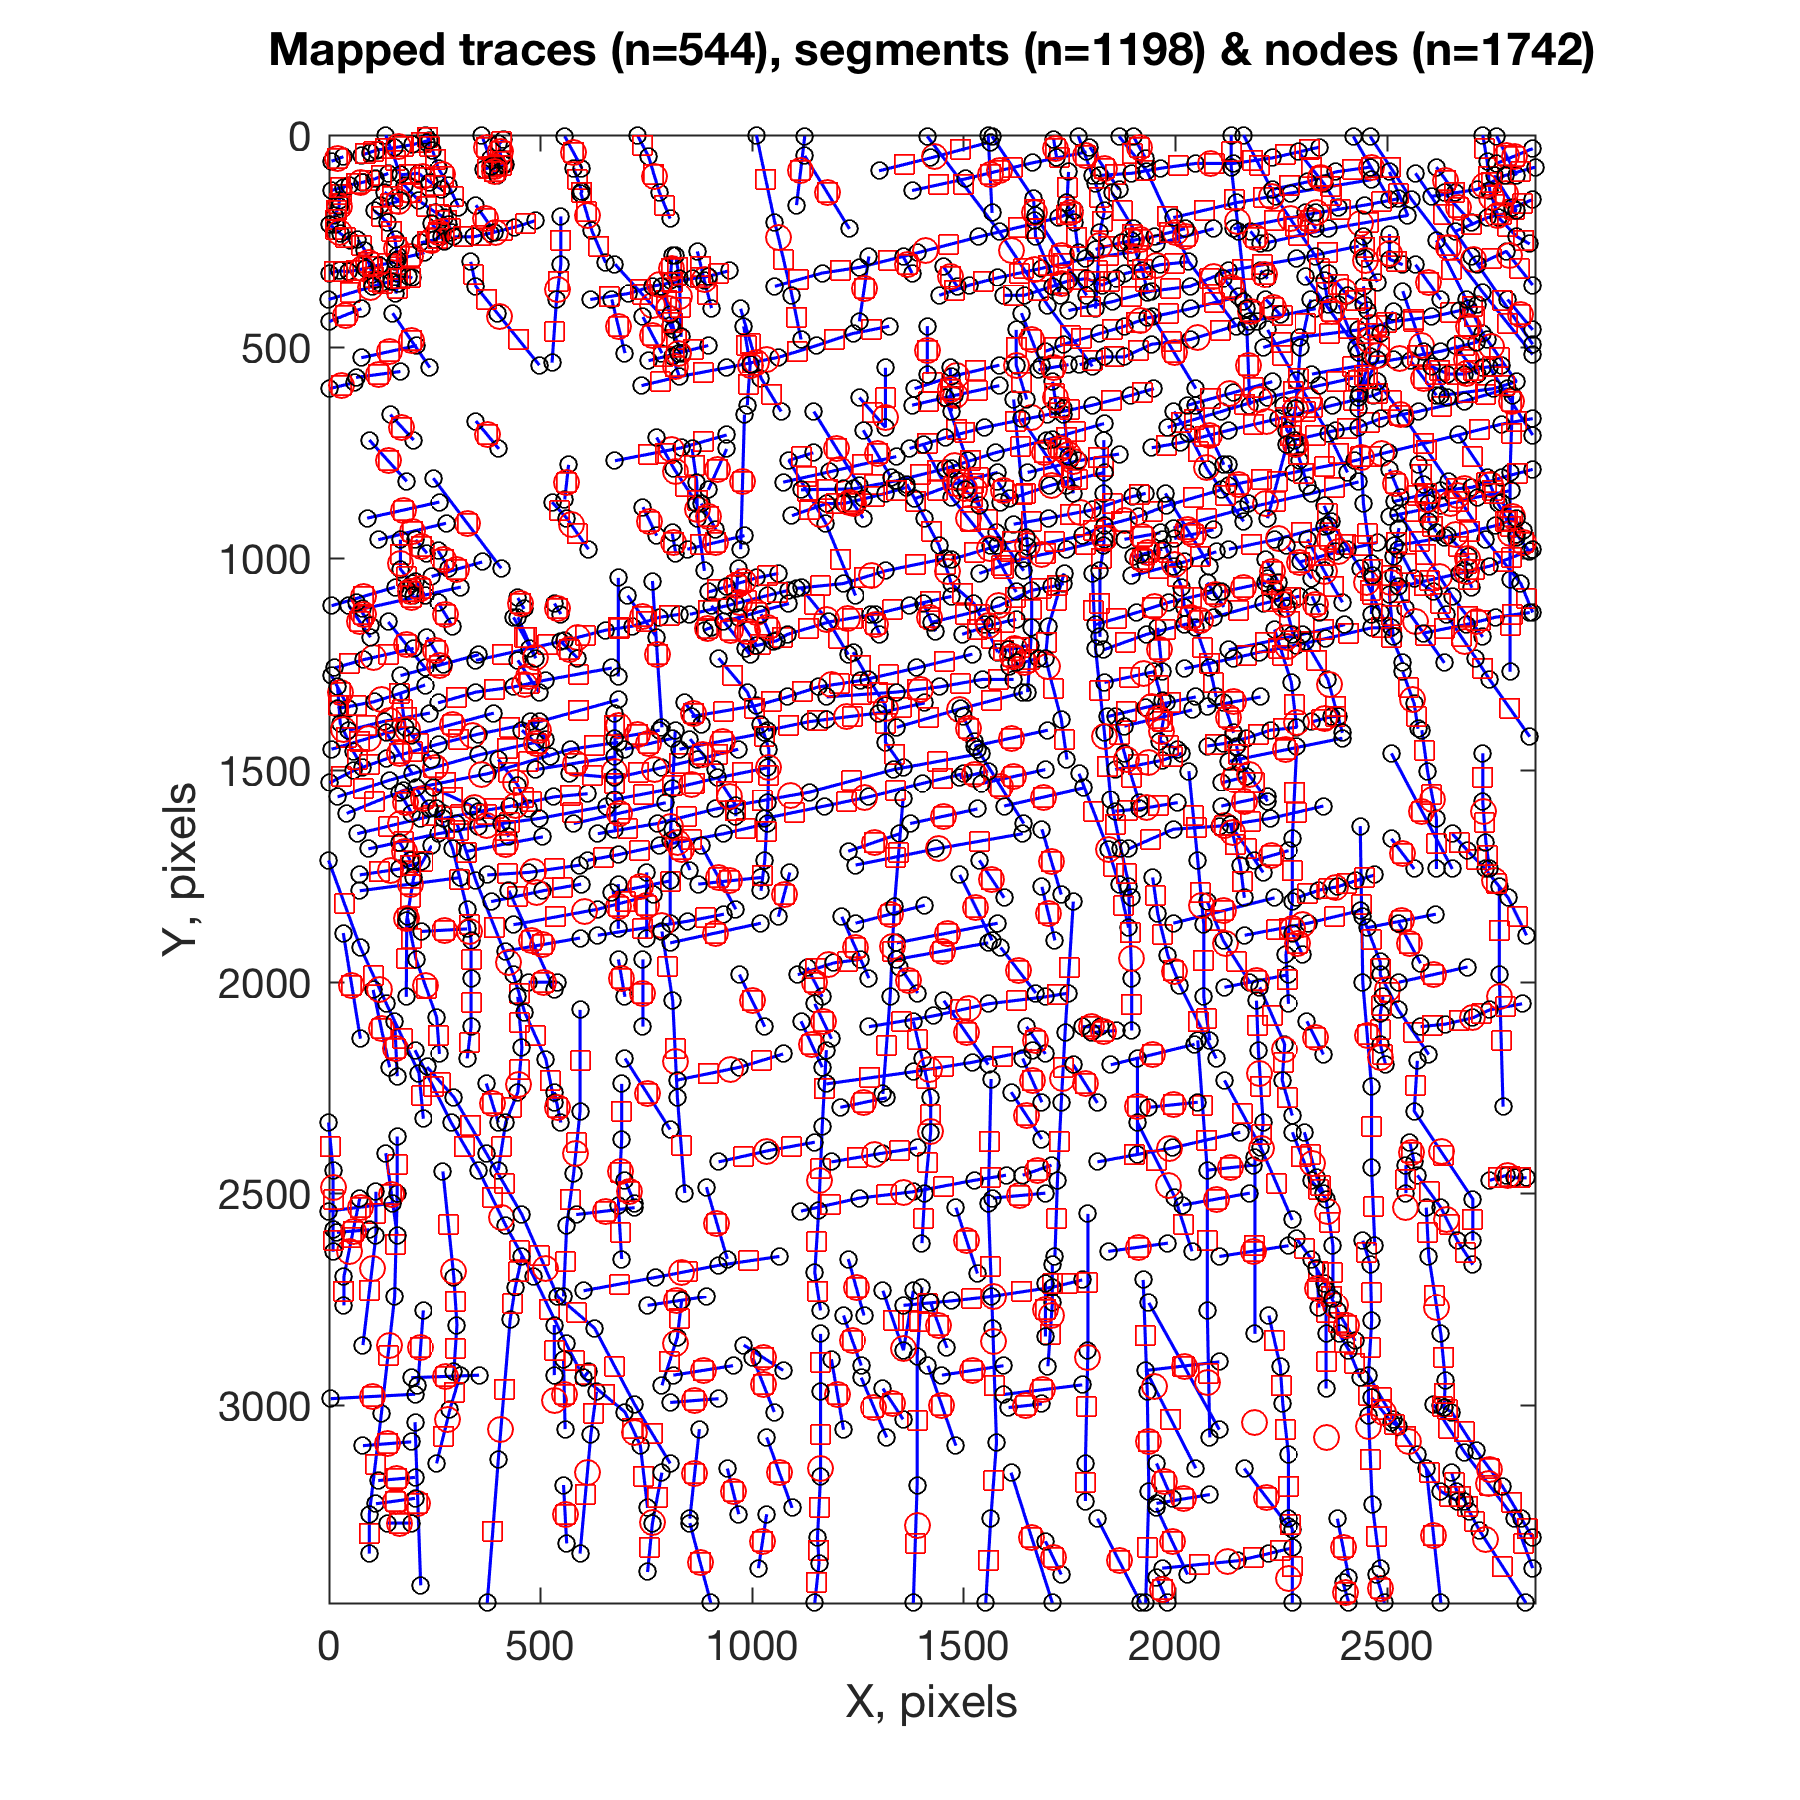 Mapped traces (n=544), segments (n=1198) & nodes (n=1742)
0
500
1000
1500
2000
2500
3000
Y, pixels
0 500 1000 1500 2000 2500
X, pixels